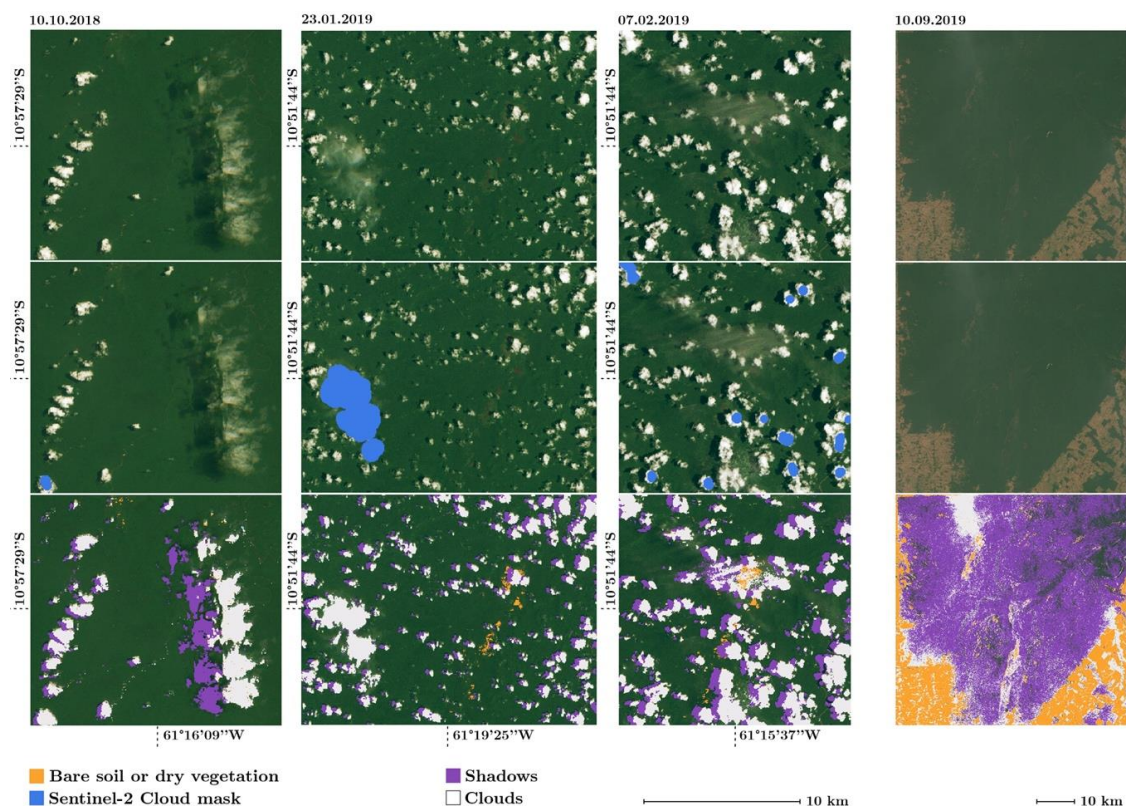 10.10.2018
23.01.2019
07.02.2019
10.09.2019
10°57'29"S
10°51'44"S
10°51'44"S
10°57'29"S
10°51'44"S
10°51'44"S
10°57'29"S
10°51'44"S
10°51'44"S
61°16'09"W
61°19'25"W
61°15'37"W
Bare soil or dry vegetation
Shadows
Sentinel-2 Cloud mask
Clouds
10 km
10 km